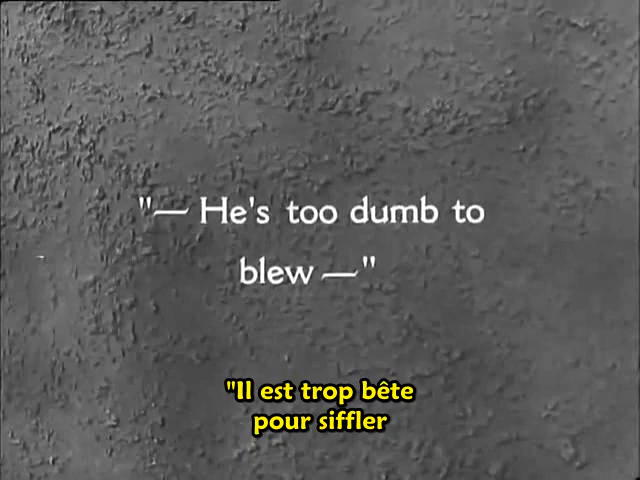 "— He's too dumb to
blew —"
"Il est trop bête
pour siffler